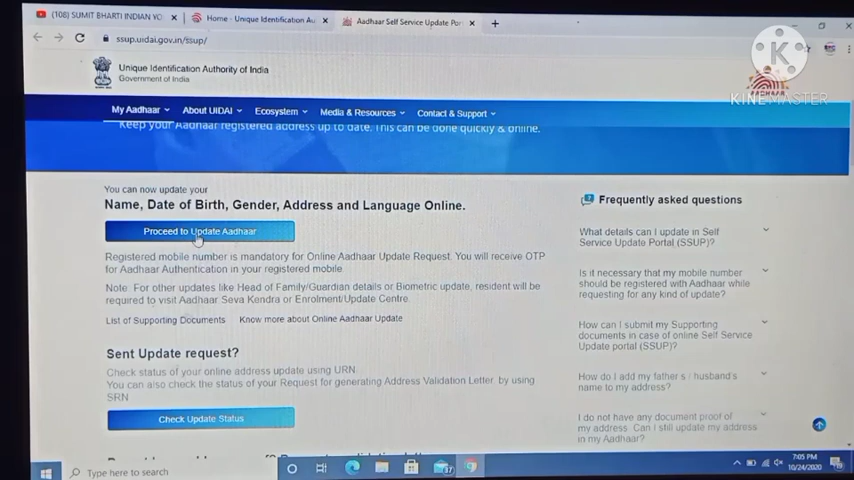 (108) SUMIT BHARTI INDIAN YO
Home - Unique Identification Au
Aadhaar Self Service Update Por
ssup.uidai.gov.in/ssup/
Unique Identification Authority of India
Government of India
AADHAAR
KINEMASTER
My Aadhaar
About UIDAI
Ecosystem
Media & Resources
Contact & Support
Keep your Aadhaar registered address up to date. This can be done quickly & online.
You can now update your
Name, Date of Birth, Gender, Address and Language Online.
Proceed to Update Aadhaar
Registered mobile number is mandatory for Online Aadhaar Update Request. You will receive OTP
for Aadhaar Authentication in your registered mobile.
Note: For other updates like Head of Family/Guardian details or Biometric update, resident will be
required to visit Aadhaar Seva Kendra or Enrolment/Update Centre.
List of Supporting Documents
Know more about Online Aadhaar Update
Sent Update request?
Check status of your online address update using URN.
You can also check the status of your Request for generating Address Validation Letter, by using
SRN
Check Update Status
Frequently asked questions
What details can I update in Self
Service Update Portal (SSUP)?
Is it necessary that my mobile number
should be registered with Aadhaar while
requesting for any kind of update?
How can I submit my Supporting
documents in case of online Self Service
Update portal (SSUP)?
How do I add my father's / husband's
name to my address?
I do not have any document proof of
my address. Can I still update my address
in my Aadhaar?
Type here to search
37
7:05 PM
10/24/2020